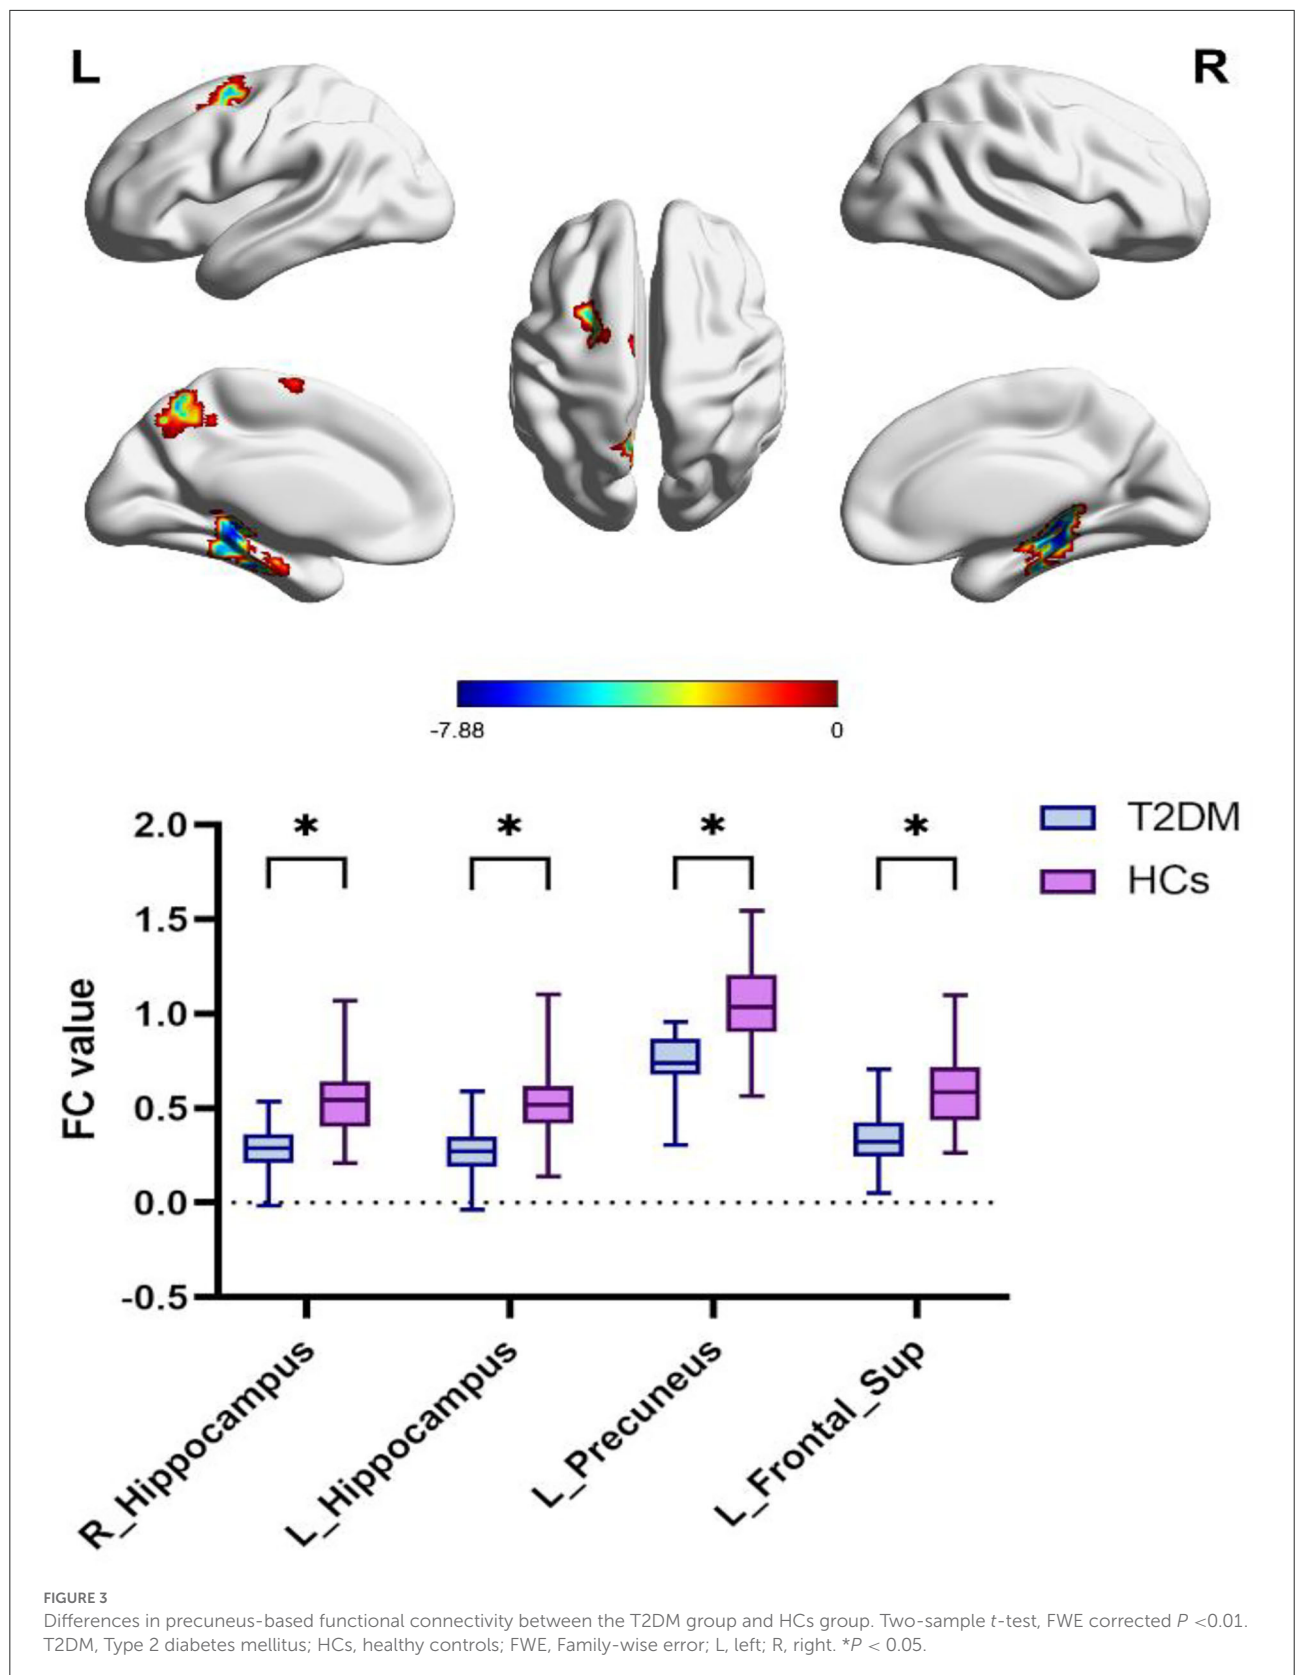 L
R
-7.88
0
T2DM
HCs
2.0
1.5
1.0
0.5
0.0
-0.5
FC value
*
*
*
*
R_Hippocampus
L_Hippocampus
L_Precuneus
L_Frontal_Sup
FIGURE 3
Differences in precuneus-based functional connectivity between the T2DM group and HCs group. Two-sample t-test, FWE corrected P <0.01.
T2DM, Type 2 diabetes mellitus; HCs, healthy controls; FWE, Family-wise error; L, left; R, right. *P < 0.05.